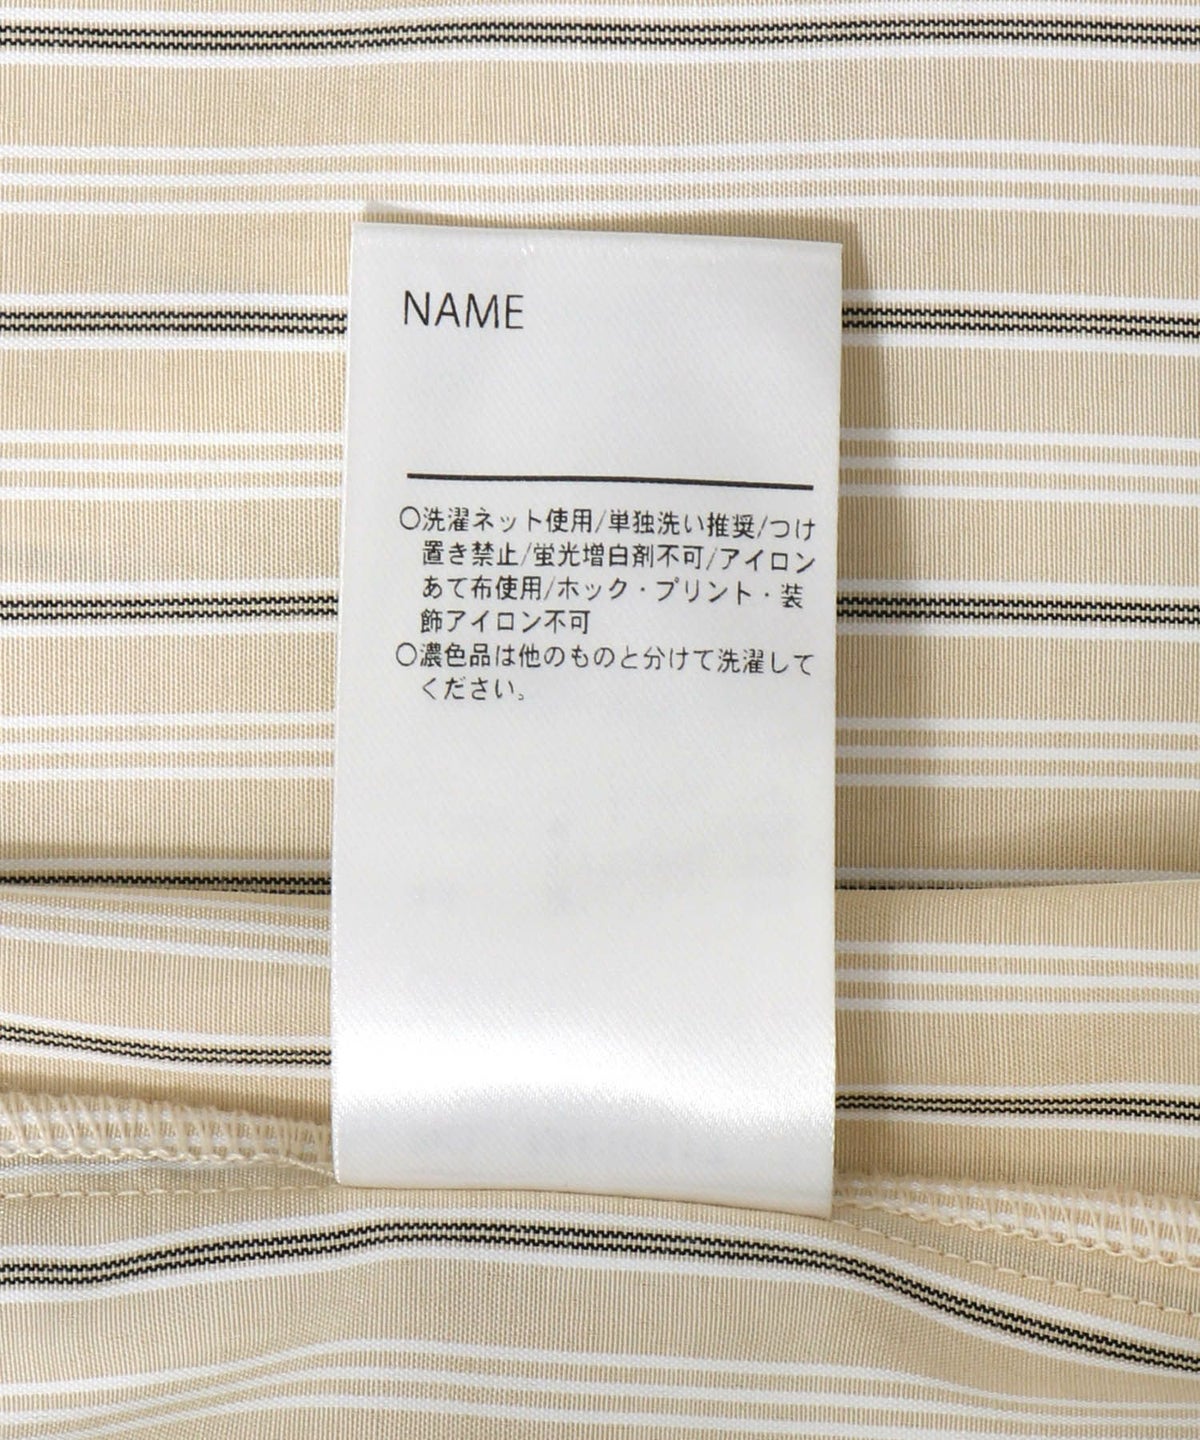 NAME
○洗濯ネット使用/単独洗い推奨/つけ
置き禁止/蛍光増白剤不可/アイロン
あて布使用/ホック・プリント・装
飾アイロン不可
○濃色品は他のものと分けて洗濯して
ください。